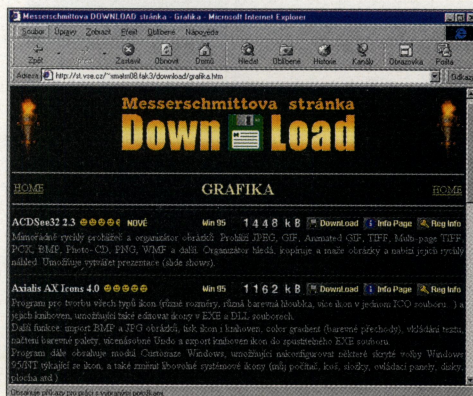 Messerschmittova DOWNLOAD stránka - Grafika - Microsoft Internet Explorer
Soubor Úpravy Zobrazit Přejít Oblíbené Nápověda
Zpět Zastavit Obnovit Domů Hledat Oblíbené Historie Kanály Obrazovka Pošta
Adresa http://st.vse.cz/~xmatm08.fak3/download/grafika.htm Odkazy
Messerschmittova stránka
Down Load
HOME GRAFIKA HOME
ACDSee32 2.3 NOVÉ Win 95 1448 kB DownLoad Info Page Reg Info
Mimořádně rychlý prohlížeč a organizátor obrázků. Prohlíží JPEG, GIF, Animated GIF, TIFF, Multi-page TIFF,
PCX, BMP, Photo-CD, PNG, WMF a další. Organizátor hledá, kopíruje a maže obrázky a nabízí jejich rychlý
náhled. Umožňuje vytvářet prezentace (slide shows).
Axialis AX Icons 4.0 Win 95 1162 kB DownLoad Info Page Reg Info
Program pro tvorbu všech typů ikon (různé rozměry, různá barevná hloubka, více ikon v jednom ICO souboru...) a
jejich knihoven, umožňující také editovat ikony v EXE a DLL souborech.
Další funkce: import BMP a JPG obrázků, tisk ikon i knihoven, color gradient (barevné přechody), vkládání textu,
načtení barevné palety, vícenásobné Undo a export knihoven ikon do spustitelného EXE souboru.
Program dále obsahuje modul Customize Windows, umožňující nakonfigurovat některé skryté volby Windows
95/NT týkající se ikon, a také změnit libovolné systémové ikony (můj počítač, koš, složky, ovládací panely, disky,
plocha atd.)
Obsahuje příkazy pro práci s vybranými položkami.